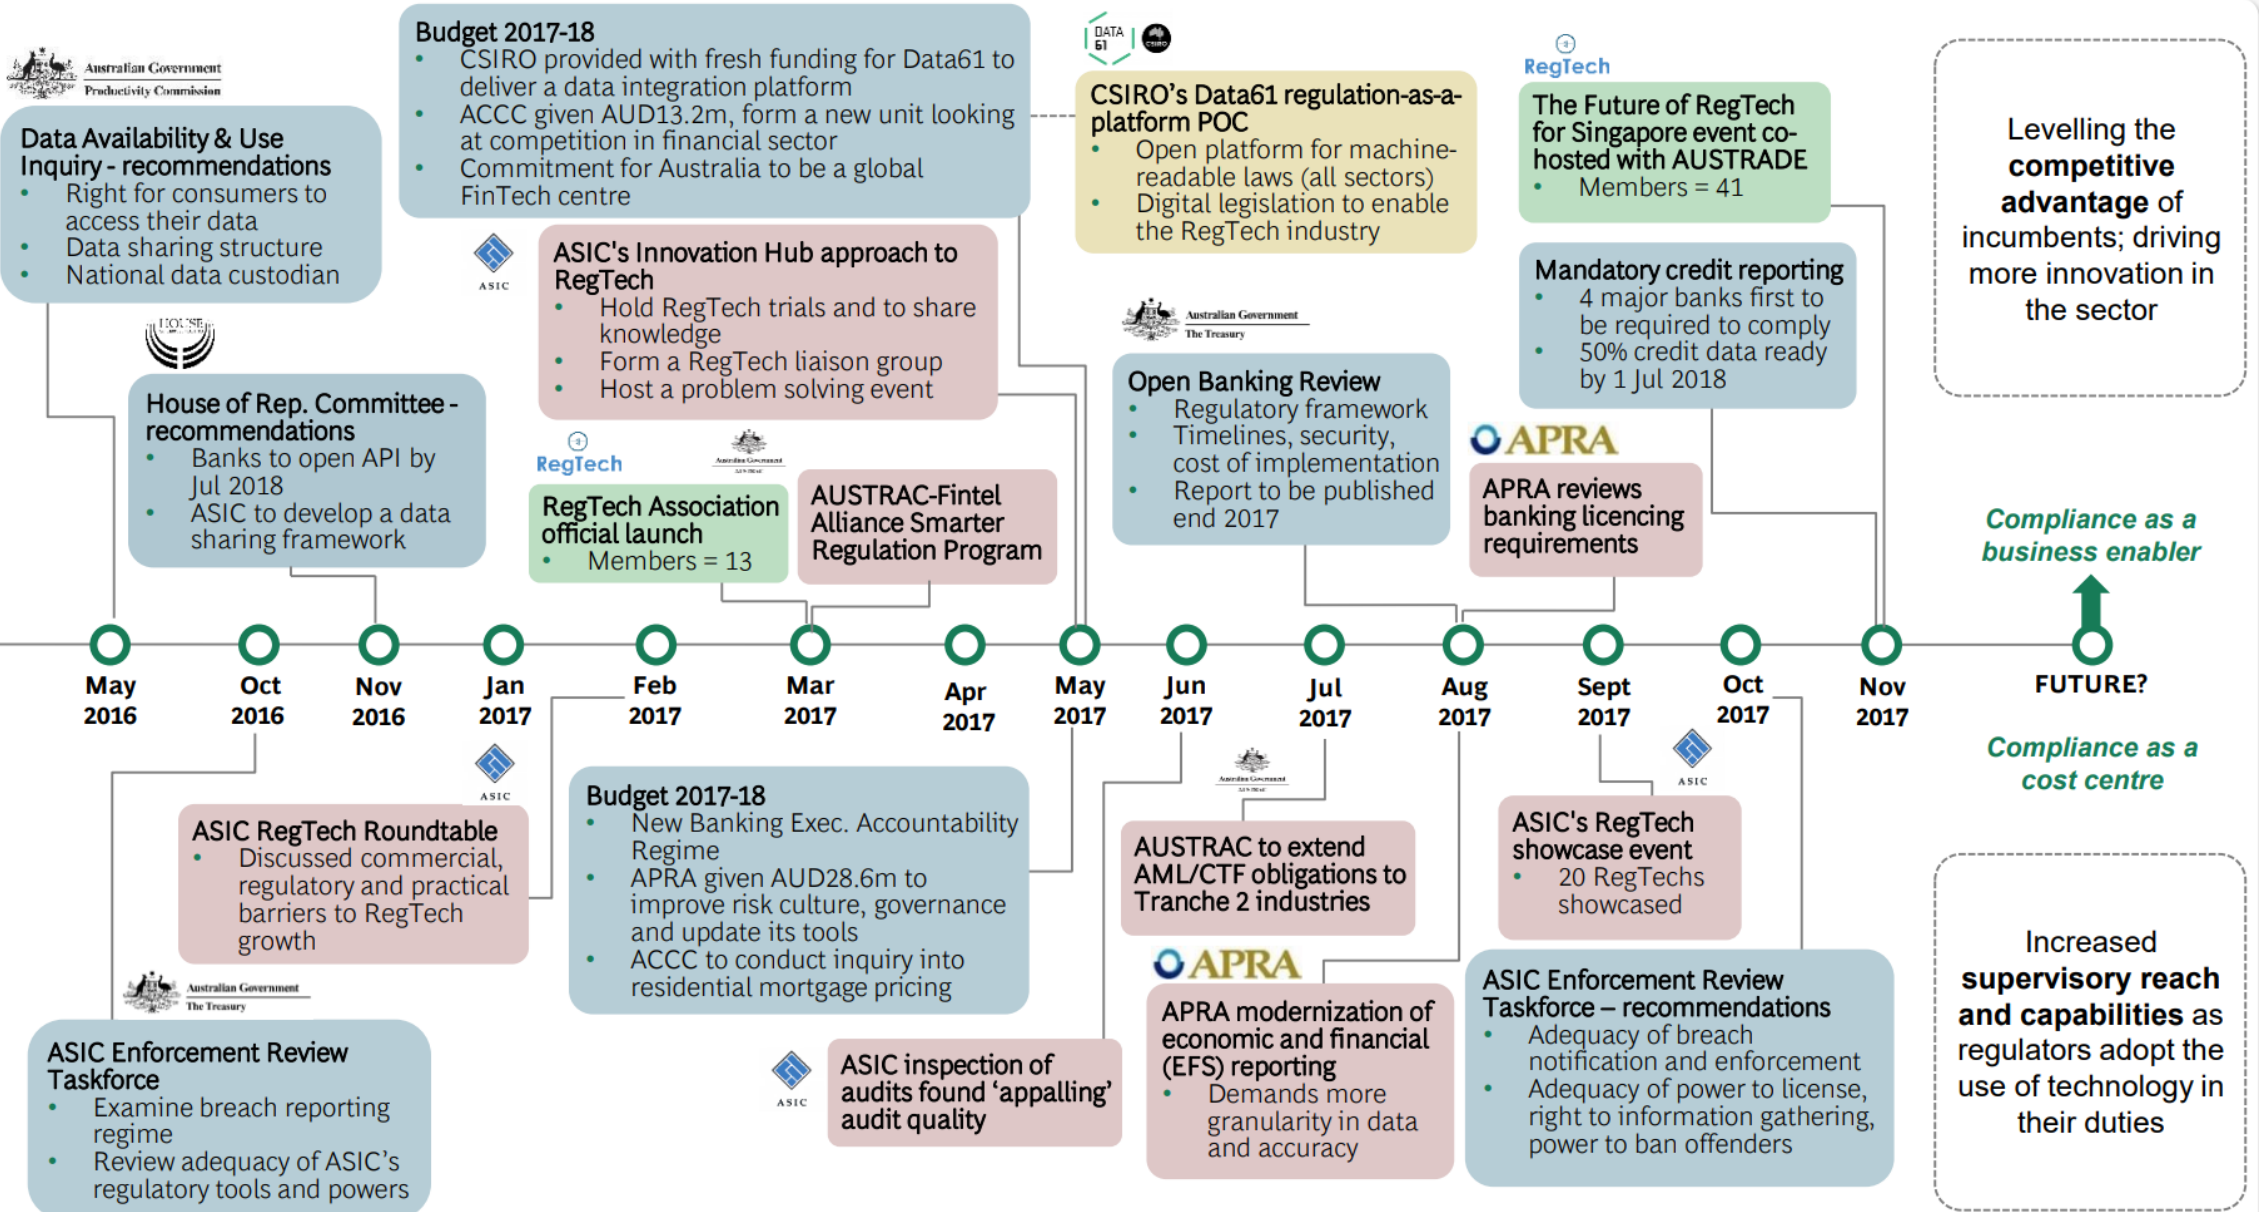 Australian Government
Productivity Commission
Data Availability & Use
Inquiry - recommendations
• Right for consumers to
access their data
• Data sharing structure
• National data custodian
HOUSE
House of Rep. Committee -
recommendations
• Banks to open API by
Jul 2018
• ASIC to develop a data
sharing framework
Budget 2017-18
• CSIRO provided with fresh funding for Data61 to
deliver a data integration platform
• ACCC given AUD13.2m, form a new unit looking
at competition in financial sector
• Commitment for Australia to be a global
FinTech centre
ASIC
ASIC's Innovation Hub approach to
RegTech
• Hold RegTech trials and to share
knowledge
• Form a RegTech liaison group
• Host a problem solving event
RegTech
RegTech Association
official launch
• Members = 13
Australian Government
AUSTRAC-Fintel
Alliance Smarter
Regulation Program
DATA
61
CSIRO
CSIRO's Data61 regulation-as-a-
platform POC
• Open platform for machine-
readable laws (all sectors)
• Digital legislation to enable
the RegTech industry
Australian Government
The Treasury
Open Banking Review
• Regulatory framework
• Timelines, security,
cost of implementation
• Report to be published
end 2017
RegTech
The Future of RegTech
for Singapore event co-
hosted with AUSTRADE
• Members = 41
Mandatory credit reporting
• 4 major banks first to
be required to comply
• 50% credit data ready
by 1 Jul 2018
APRA
APRA reviews
banking licencing
requirements
Levelling the
competitive
advantage of
incumbents; driving
more innovation in
the sector
Compliance as a
business enabler
May
2016
Oct
2016
Nov
2016
Jan
2017
Feb
2017
Mar
2017
Apr
2017
May
2017
Jun
2017
Jul
2017
Aug
2017
Sept
2017
Oct
2017
Nov
2017
FUTURE?
Compliance as a
cost centre
ASIC
ASIC RegTech Roundtable
• Discussed commercial,
regulatory and practical
barriers to RegTech
growth
Australian Government
The Treasury
ASIC Enforcement Review
Taskforce
• Examine breach reporting
regime
• Review adequacy of ASIC's
regulatory tools and powers
Budget 2017-18
• New Banking Exec. Accountability
Regime
• APRA given AUD28.6m to
improve risk culture, governance
and update its tools
• ACCC to conduct inquiry into
residential mortgage pricing
ASIC
ASIC inspection of
audits found ‘appalling’
audit quality
Australian Government
AUSTRAC to extend
AML/CTF obligations to
Tranche 2 industries
APRA
APRA modernization of
economic and financial
(EFS) reporting
• Demands more
granularity in data
and accuracy
ASIC
ASIC's RegTech
showcase event
• 20 RegTechs
showcased
ASIC Enforcement Review
Taskforce – recommendations
• Adequacy of breach
notification and enforcement
• Adequacy of power to license,
right to information gathering,
power to ban offenders
Increased
supervisory reach
and capabilities as
regulators adopt the
use of technology in
their duties